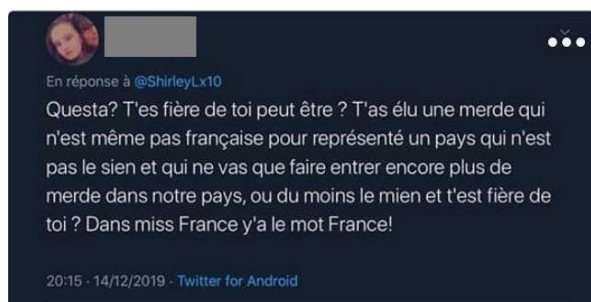 En réponse à @ShirleyLx10
Questa? T'es fière de toi peut être ? T'as élu une merde qui
n'est même pas française pour représenté un pays qui n'est
pas le sien et qui ne vas que faire entrer encore plus de
merde dans notre pays, ou du moins le mien et t'est fière de
toi ? Dans miss France y'a le mot France!
20:15 · 14/12/2019 · Twitter for Android